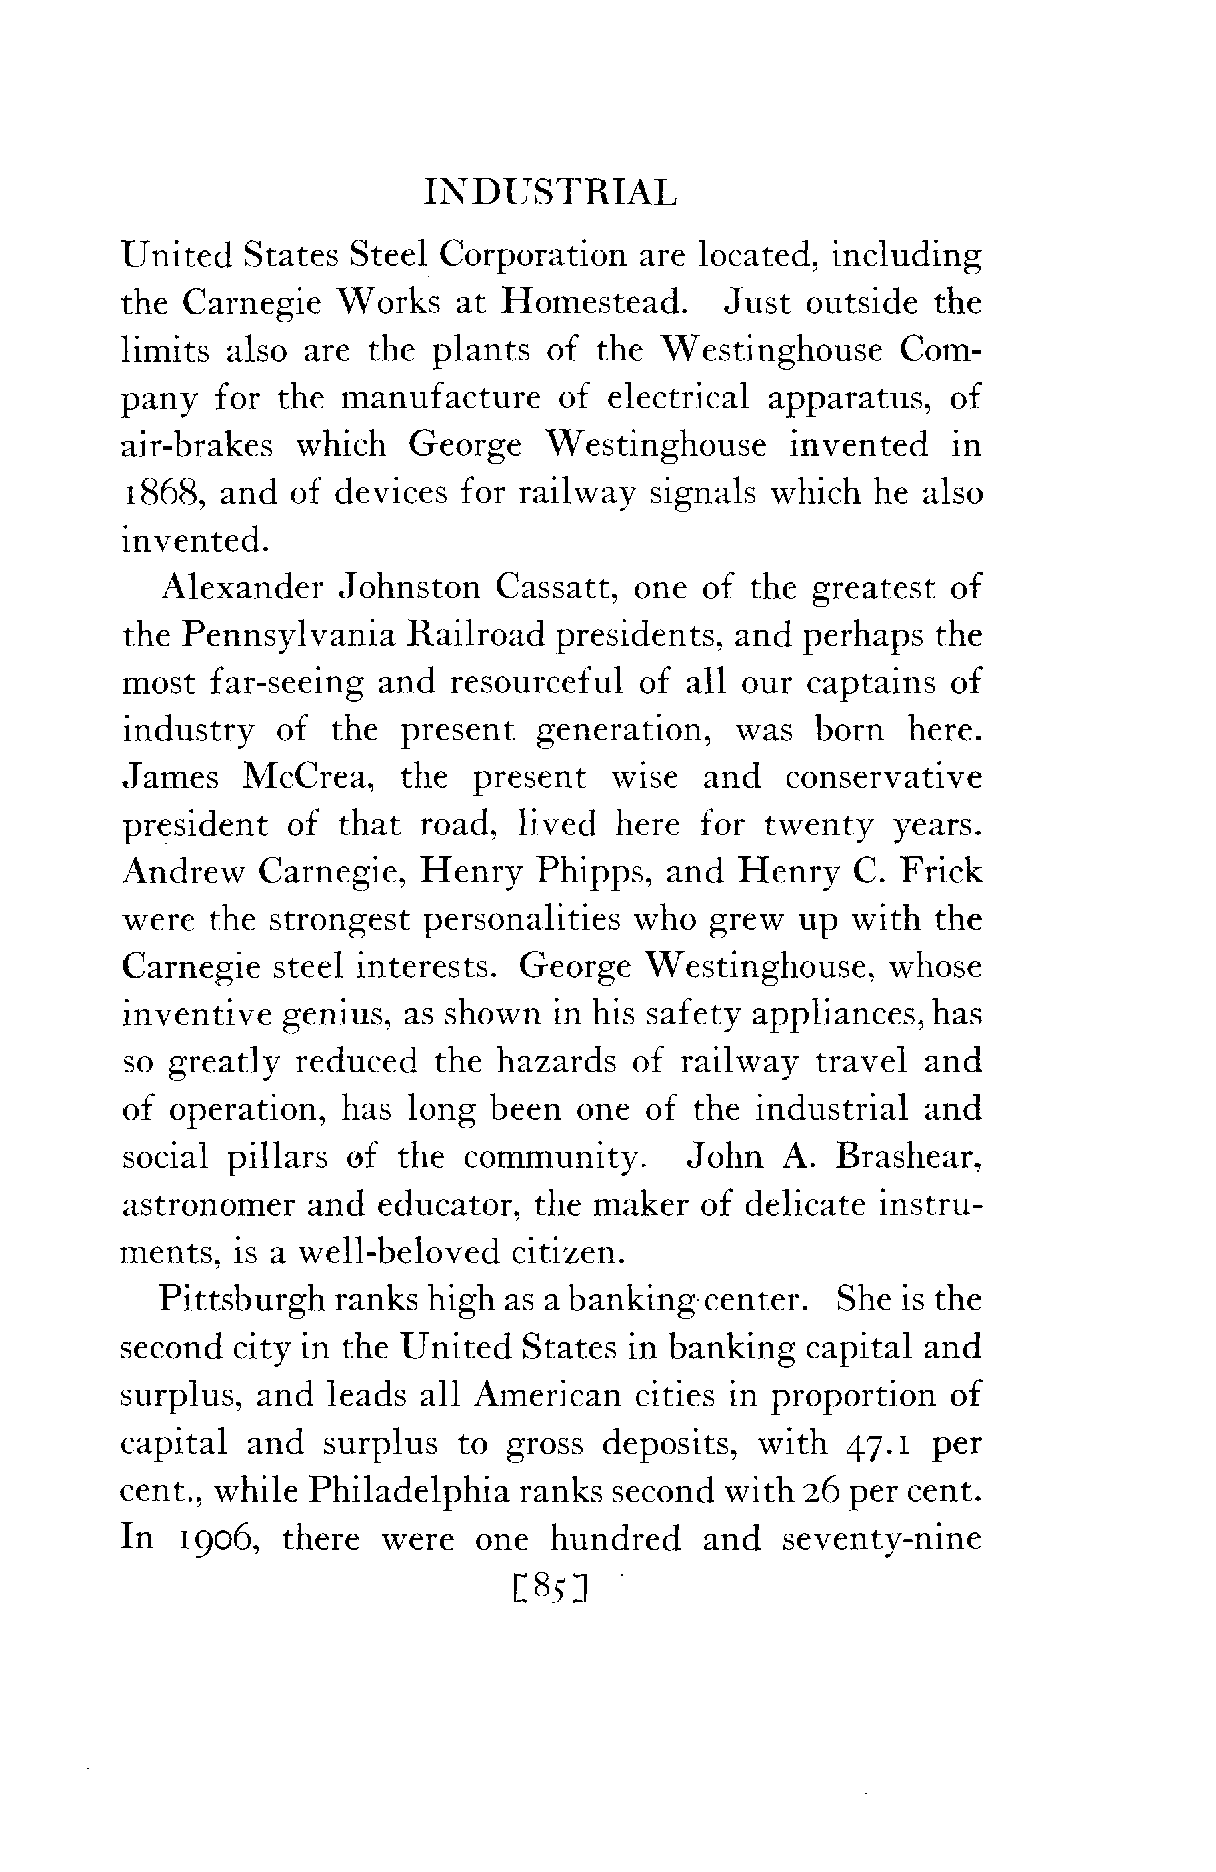 INDUSTRIAL
United States Steel Corporation are located, including
the Carnegie Works at Homestead. Just outside the
limits also are the plants of the Westinghouse Com-
pany for the manufacture of electrical apparatus, of
air-brakes which George Westinghouse invented in
1868, and of devices for railway signals which he also
invented.
Alexander Johnston Cassatt, one of the greatest of
the Pennsylvania Railroad presidents, and perhaps the
most far-seeing and resourceful of all our captains of
industry of the present generation, was born here.
James McCrea, the present wise and conservative
president of that road, lived here for twenty years.
Andrew Carnegie, Henry Phipps, and Henry C. Frick
were the strongest personalities who grew up with the
Carnegie steel interests. George Westinghouse, whose
inventive genius, as shown in his safety appliances, has
so greatly reduced the hazards of railway travel and
of operation, has long been one of the industrial and
social pillars of the community. John A. Brashear,
astronomer and educator, the maker of delicate instru-
ments, is a well-beloved citizen.
Pittsburgh ranks high as a banking center. She is the
second city in the United States in banking capital and
surplus, and leads all American cities in proportion of
capital and surplus to gross deposits, with 47.1 per
cent., while Philadelphia ranks second with 26 per cent.
In 1906, there were one hundred and seventy-nine
[85]